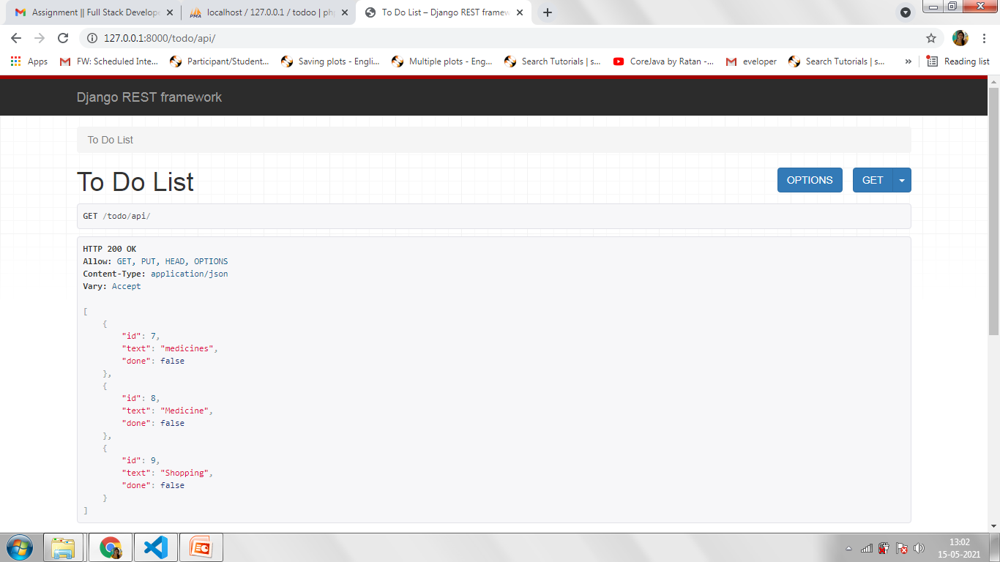 Assignment || Full Stack Develope
localhost / 127.0.0.1 / todoo | ph
To Do List – Django REST framew
127.0.0.1:8000/todo/api/
Apps
FW: Scheduled Inte...
Participant/Student...
Saving plots - Engli...
Multiple plots - Eng...
Search Tutorials | s...
CoreJava by Ratan -...
eveloper
Search Tutorials | s...
»
Reading list
Django REST framework
To Do List
To Do List
OPTIONS
GET
GET /todo/api/
HTTP 200 OK
Allow: GET, PUT, HEAD, OPTIONS
Content-Type: application/json
Vary: Accept
[
    {
        "id": 7,
        "text": "medicines",
        "done": false
    },
    {
        "id": 8,
        "text": "Medicine",
        "done": false
    },
    {
        "id": 9,
        "text": "Shopping",
        "done": false
    }
]
13:02
15-05-2021